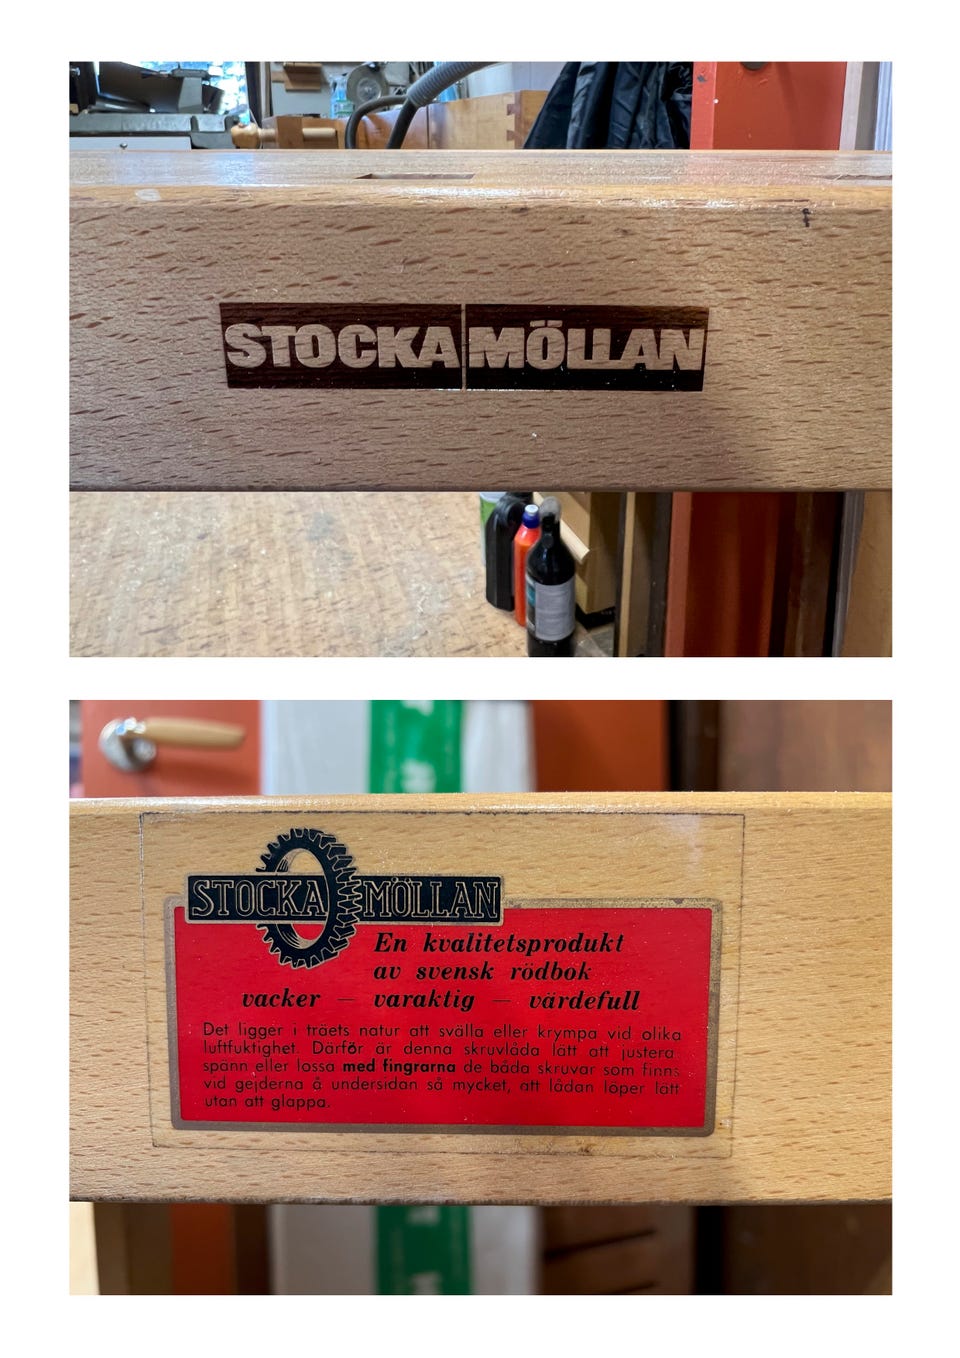 STOCKA MÖLLAN
STOCKA MÖLLAN
En kvalitetsprodukt
av svensk rödbok
vacker — varaktig — värdefull
Det ligger i träets natur att svälla eller krympa vid olika
luftfuktighet. Därför är denna skruvlåda lätt att justera.
spänn eller lossa med fingrarna de båda skruvar som finns
vid gejderna å undersidan så mycket, att lådan löper lätt
utan att glappa.